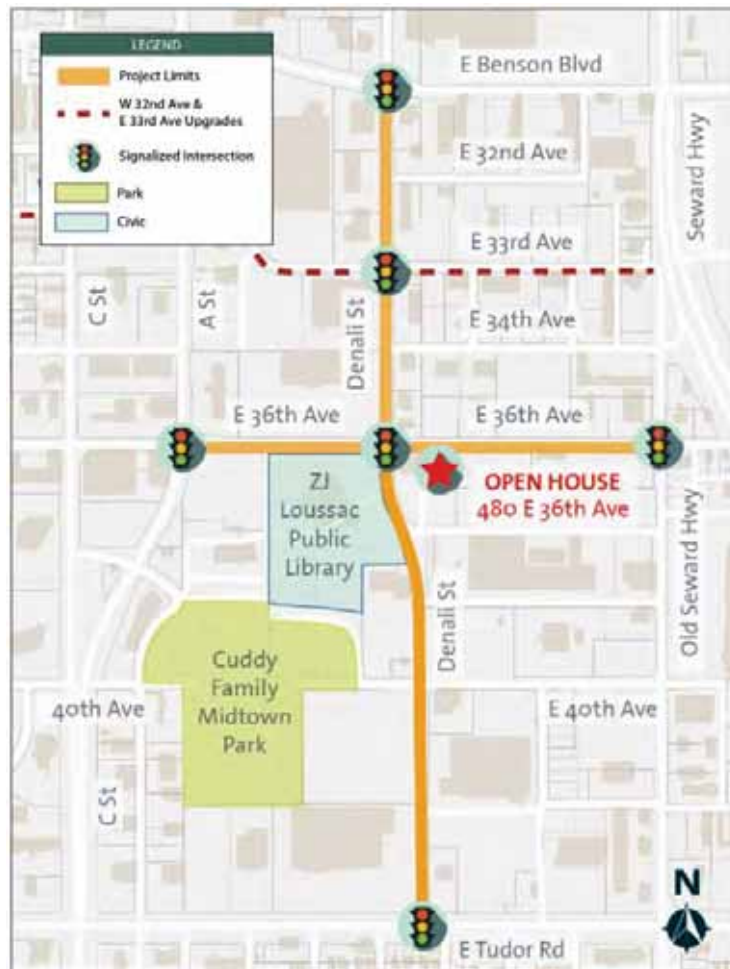 LEGEND
Project Limits
W 32nd Ave &
E 33rd Ave Upgrades
Signalized Intersection
Park
Civic
E Benson Blvd
E 32nd Ave
Seward Hwy
E 33rd Ave
C St
A St
Denali St
E 34th Ave
E 36th Ave
E 36th Ave
OPEN HOUSE
480 E 36th Ave
ZJ
Loussac
Public
Library
Denali St
Old Seward Hwy
Cuddy
Family
Midtown
Park
40th Ave
E 40th Ave
C St
N
E Tudor Rd